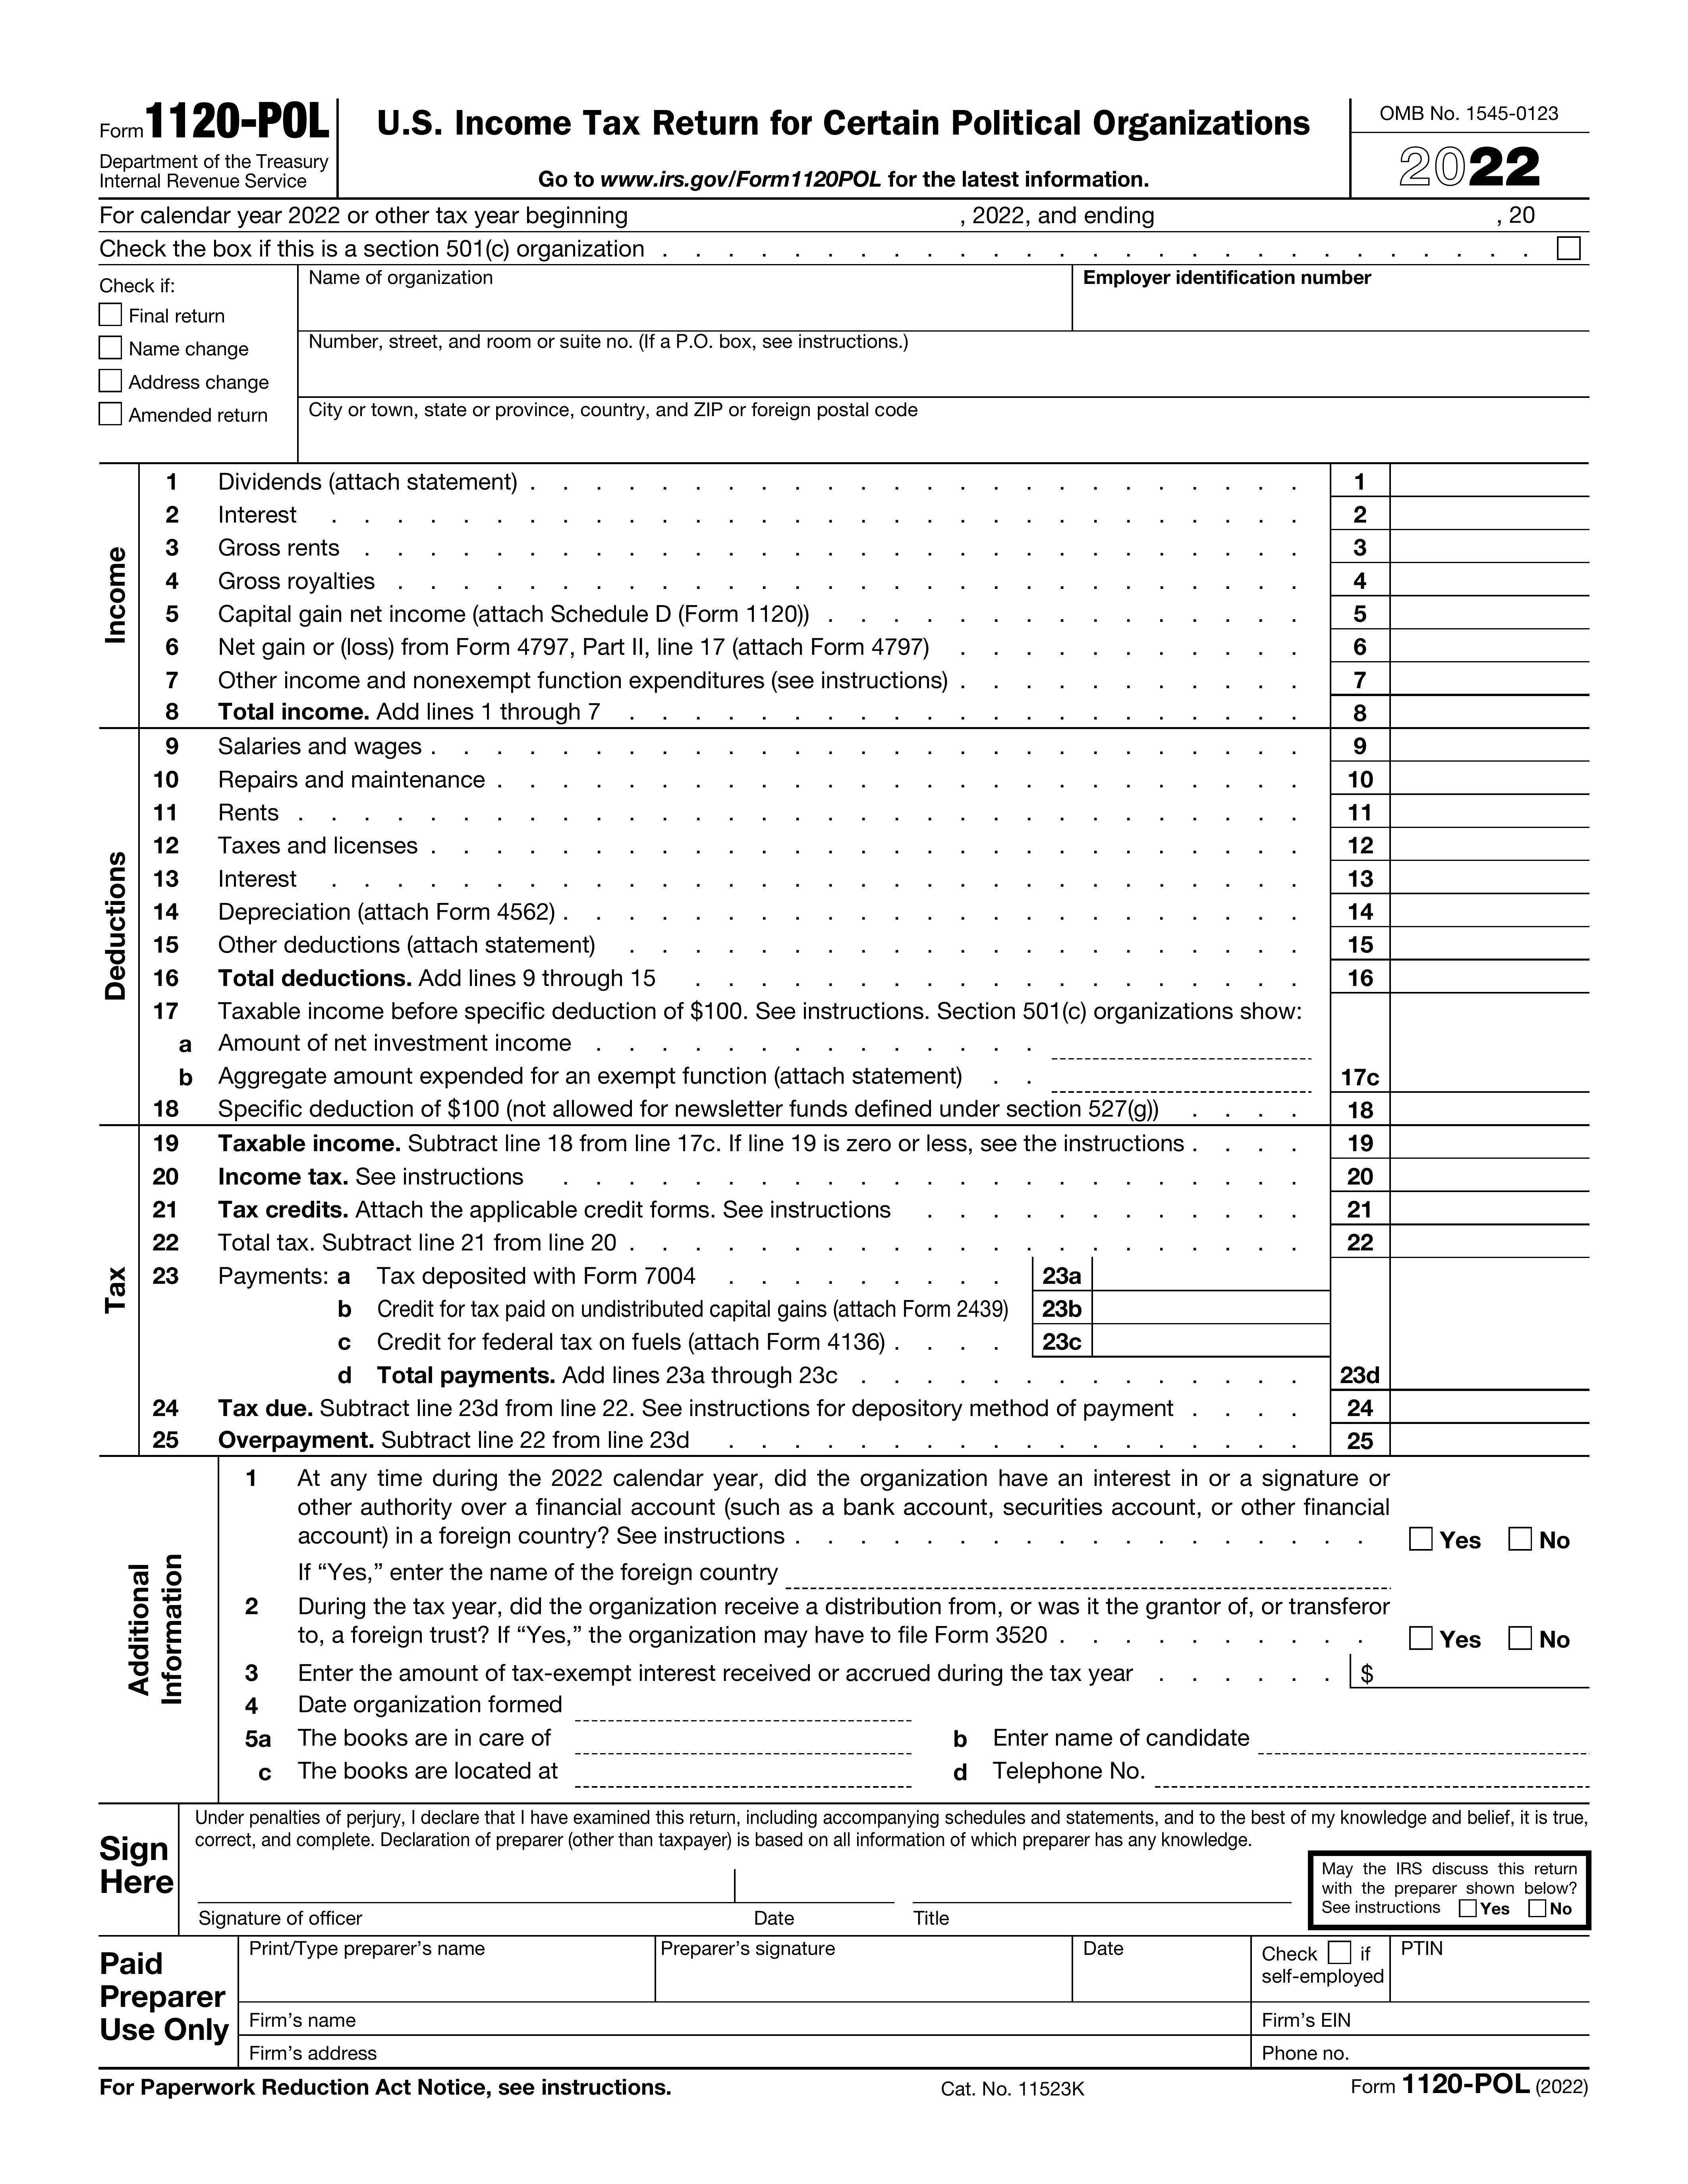 Form 1120-POL
Department of the Treasury
Internal Revenue Service
U.S. Income Tax Return for Certain Political Organizations
Go to www.irs.gov/Form1120POL for the latest information.
OMB No. 1545-0123
2022
For calendar year 2022 or other tax year beginning , 2022, and ending , 20
Check the box if this is a section 501(c) organization
Check if:
Final return
Name change
Address change
Amended return
Name of organization
Employer identification number
Number, street, and room or suite no. (If a P.O. box, see instructions.)
City or town, state or province, country, and ZIP or foreign postal code
Income
1 Dividends (attach statement) 1
2 Interest 2
3 Gross rents 3
4 Gross royalties 4
5 Capital gain net income (attach Schedule D (Form 1120)) 5
6 Net gain or (loss) from Form 4797, Part II, line 17 (attach Form 4797) 6
7 Other income and nonexempt function expenditures (see instructions) 7
8 Total income. Add lines 1 through 7 8
Deductions
9 Salaries and wages 9
10 Repairs and maintenance 10
11 Rents 11
12 Taxes and licenses 12
13 Interest 13
14 Depreciation (attach Form 4562) 14
15 Other deductions (attach statement) 15
16 Total deductions. Add lines 9 through 15 16
17 Taxable income before specific deduction of $100. See instructions. Section 501(c) organizations show:
a Amount of net investment income
b Aggregate amount expended for an exempt function (attach statement) 17c
18 Specific deduction of $100 (not allowed for newsletter funds defined under section 527(g)) 18
Tax
19 Taxable income. Subtract line 18 from line 17c. If line 19 is zero or less, see the instructions 19
20 Income tax. See instructions 20
21 Tax credits. Attach the applicable credit forms. See instructions 21
22 Total tax. Subtract line 21 from line 20 22
23 Payments: a Tax deposited with Form 7004 23a
b Credit for tax paid on undistributed capital gains (attach Form 2439) 23b
c Credit for federal tax on fuels (attach Form 4136) 23c
d Total payments. Add lines 23a through 23c 23d
24 Tax due. Subtract line 23d from line 22. See instructions for depository method of payment 24
25 Overpayment. Subtract line 22 from line 23d 25
Additional Information
1 At any time during the 2022 calendar year, did the organization have an interest in or a signature or
other authority over a financial account (such as a bank account, securities account, or other financial
account) in a foreign country? See instructions Yes No
If “Yes,” enter the name of the foreign country
2 During the tax year, did the organization receive a distribution from, or was it the grantor of, or transferor
to, a foreign trust? If “Yes,” the organization may have to file Form 3520 Yes No
3 Enter the amount of tax-exempt interest received or accrued during the tax year $
4 Date organization formed
5a The books are in care of b Enter name of candidate
c The books are located at d Telephone No.
Sign Here
Under penalties of perjury, I declare that I have examined this return, including accompanying schedules and statements, and to the best of my knowledge and belief, it is true,
correct, and complete. Declaration of preparer (other than taxpayer) is based on all information of which preparer has any knowledge.
Signature of officer Date Title
May the IRS discuss this return
with the preparer shown below?
See instructions Yes No
Paid Preparer Use Only
Print/Type preparer’s name
Preparer’s signature
Date
Check if
self-employed
PTIN
Firm’s name
Firm’s EIN
Firm’s address
Phone no.
For Paperwork Reduction Act Notice, see instructions. Cat. No. 11523K Form 1120-POL (2022)